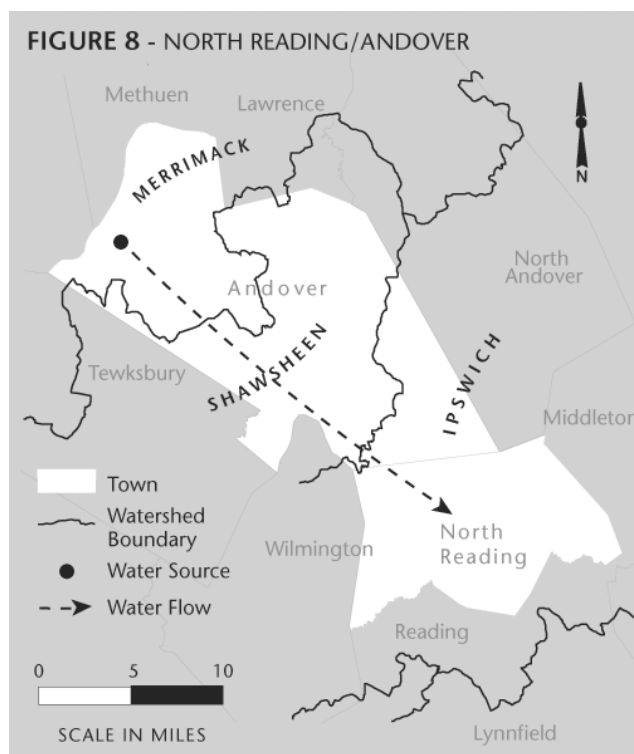 FIGURE 8 - NORTH READING/ANDOVER
Methuen
Lawrence
MERRIMACK
N
North
Andover
Andover
Tewksbury
SHAWSHEEN
IPSWICH
Middleton
Town
Watershed
Boundary
Water Source
Water Flow
Wilmington
North
Reading
Reading
Lynnfield
0 5 10
SCALE IN MILES